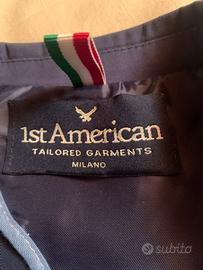 1st American
TAILORED GARMENTS
MILANO
subito